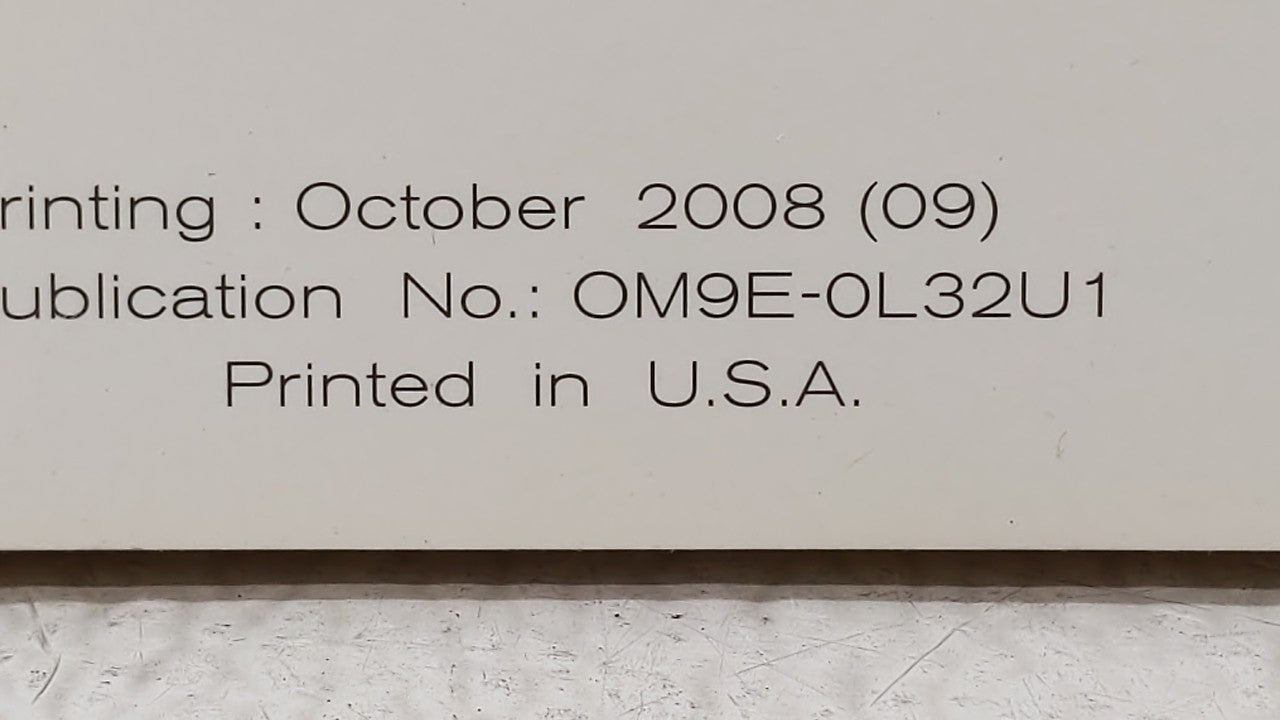 rinting : October 2008 (09)
ublication No.: OM9E-0L32U1
Printed in U.S.A.